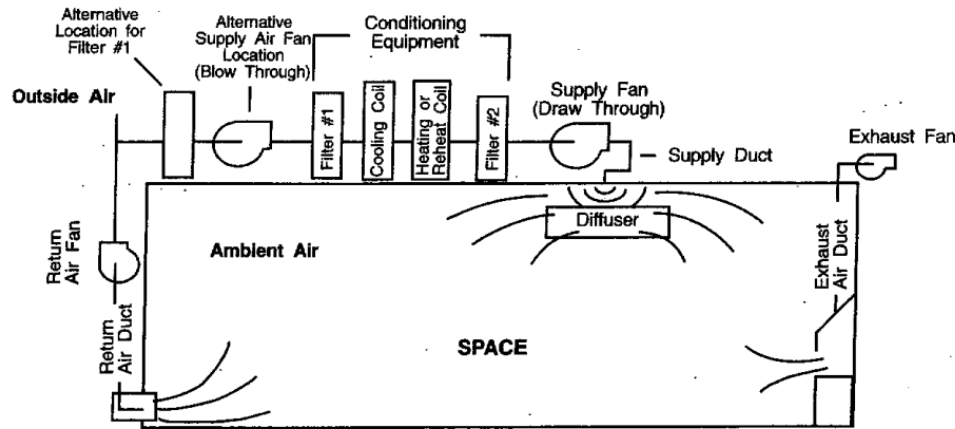 Alternative
Location for
Filter #1
Alternative
Supply Air Fan
Location
(Blow Through)
Conditioning
Equipment
Outside Air
Filter #1
Cooling Coil
Heating or
Reheat Coil
Filter #2
Supply Fan
(Draw Through)
Supply Duct
Exhaust Fan
Diffuser
Ambient Air
Return
Air Fan
Exhaust
Air Duct
Return
Air Duct
SPACE